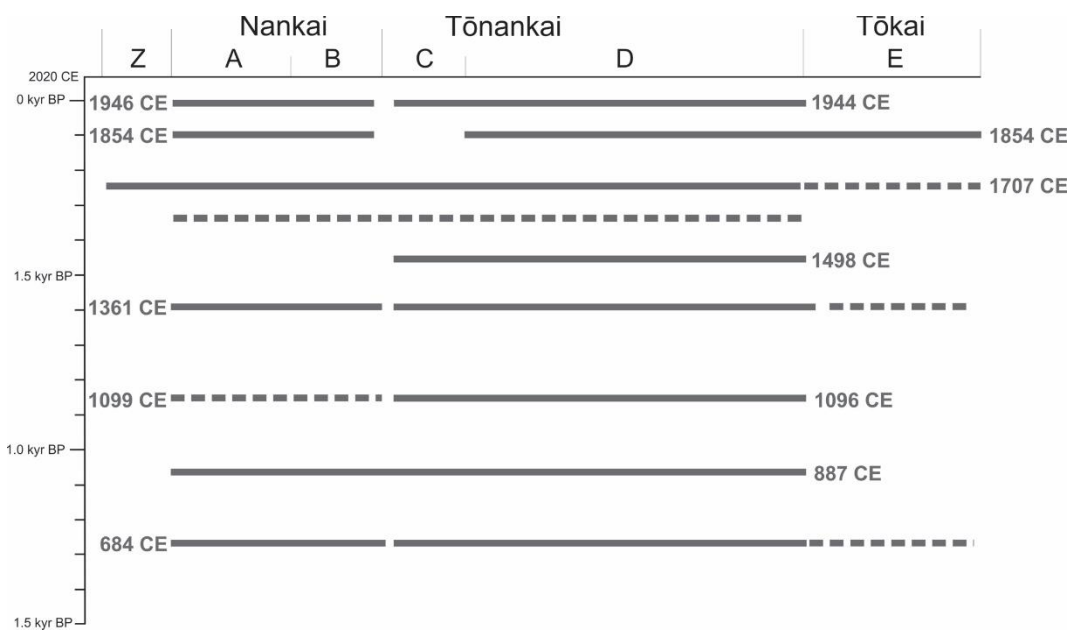 Nankai Tōnankai Tōkai
Z A B C D E
2020 CE
0 kyr BP
1946 CE 1944 CE
1854 CE 1854 CE
1707 CE
1498 CE
1.5 kyr BP
1361 CE
1099 CE 1096 CE
1.0 kyr BP
887 CE
684 CE
1.5 kyr BP